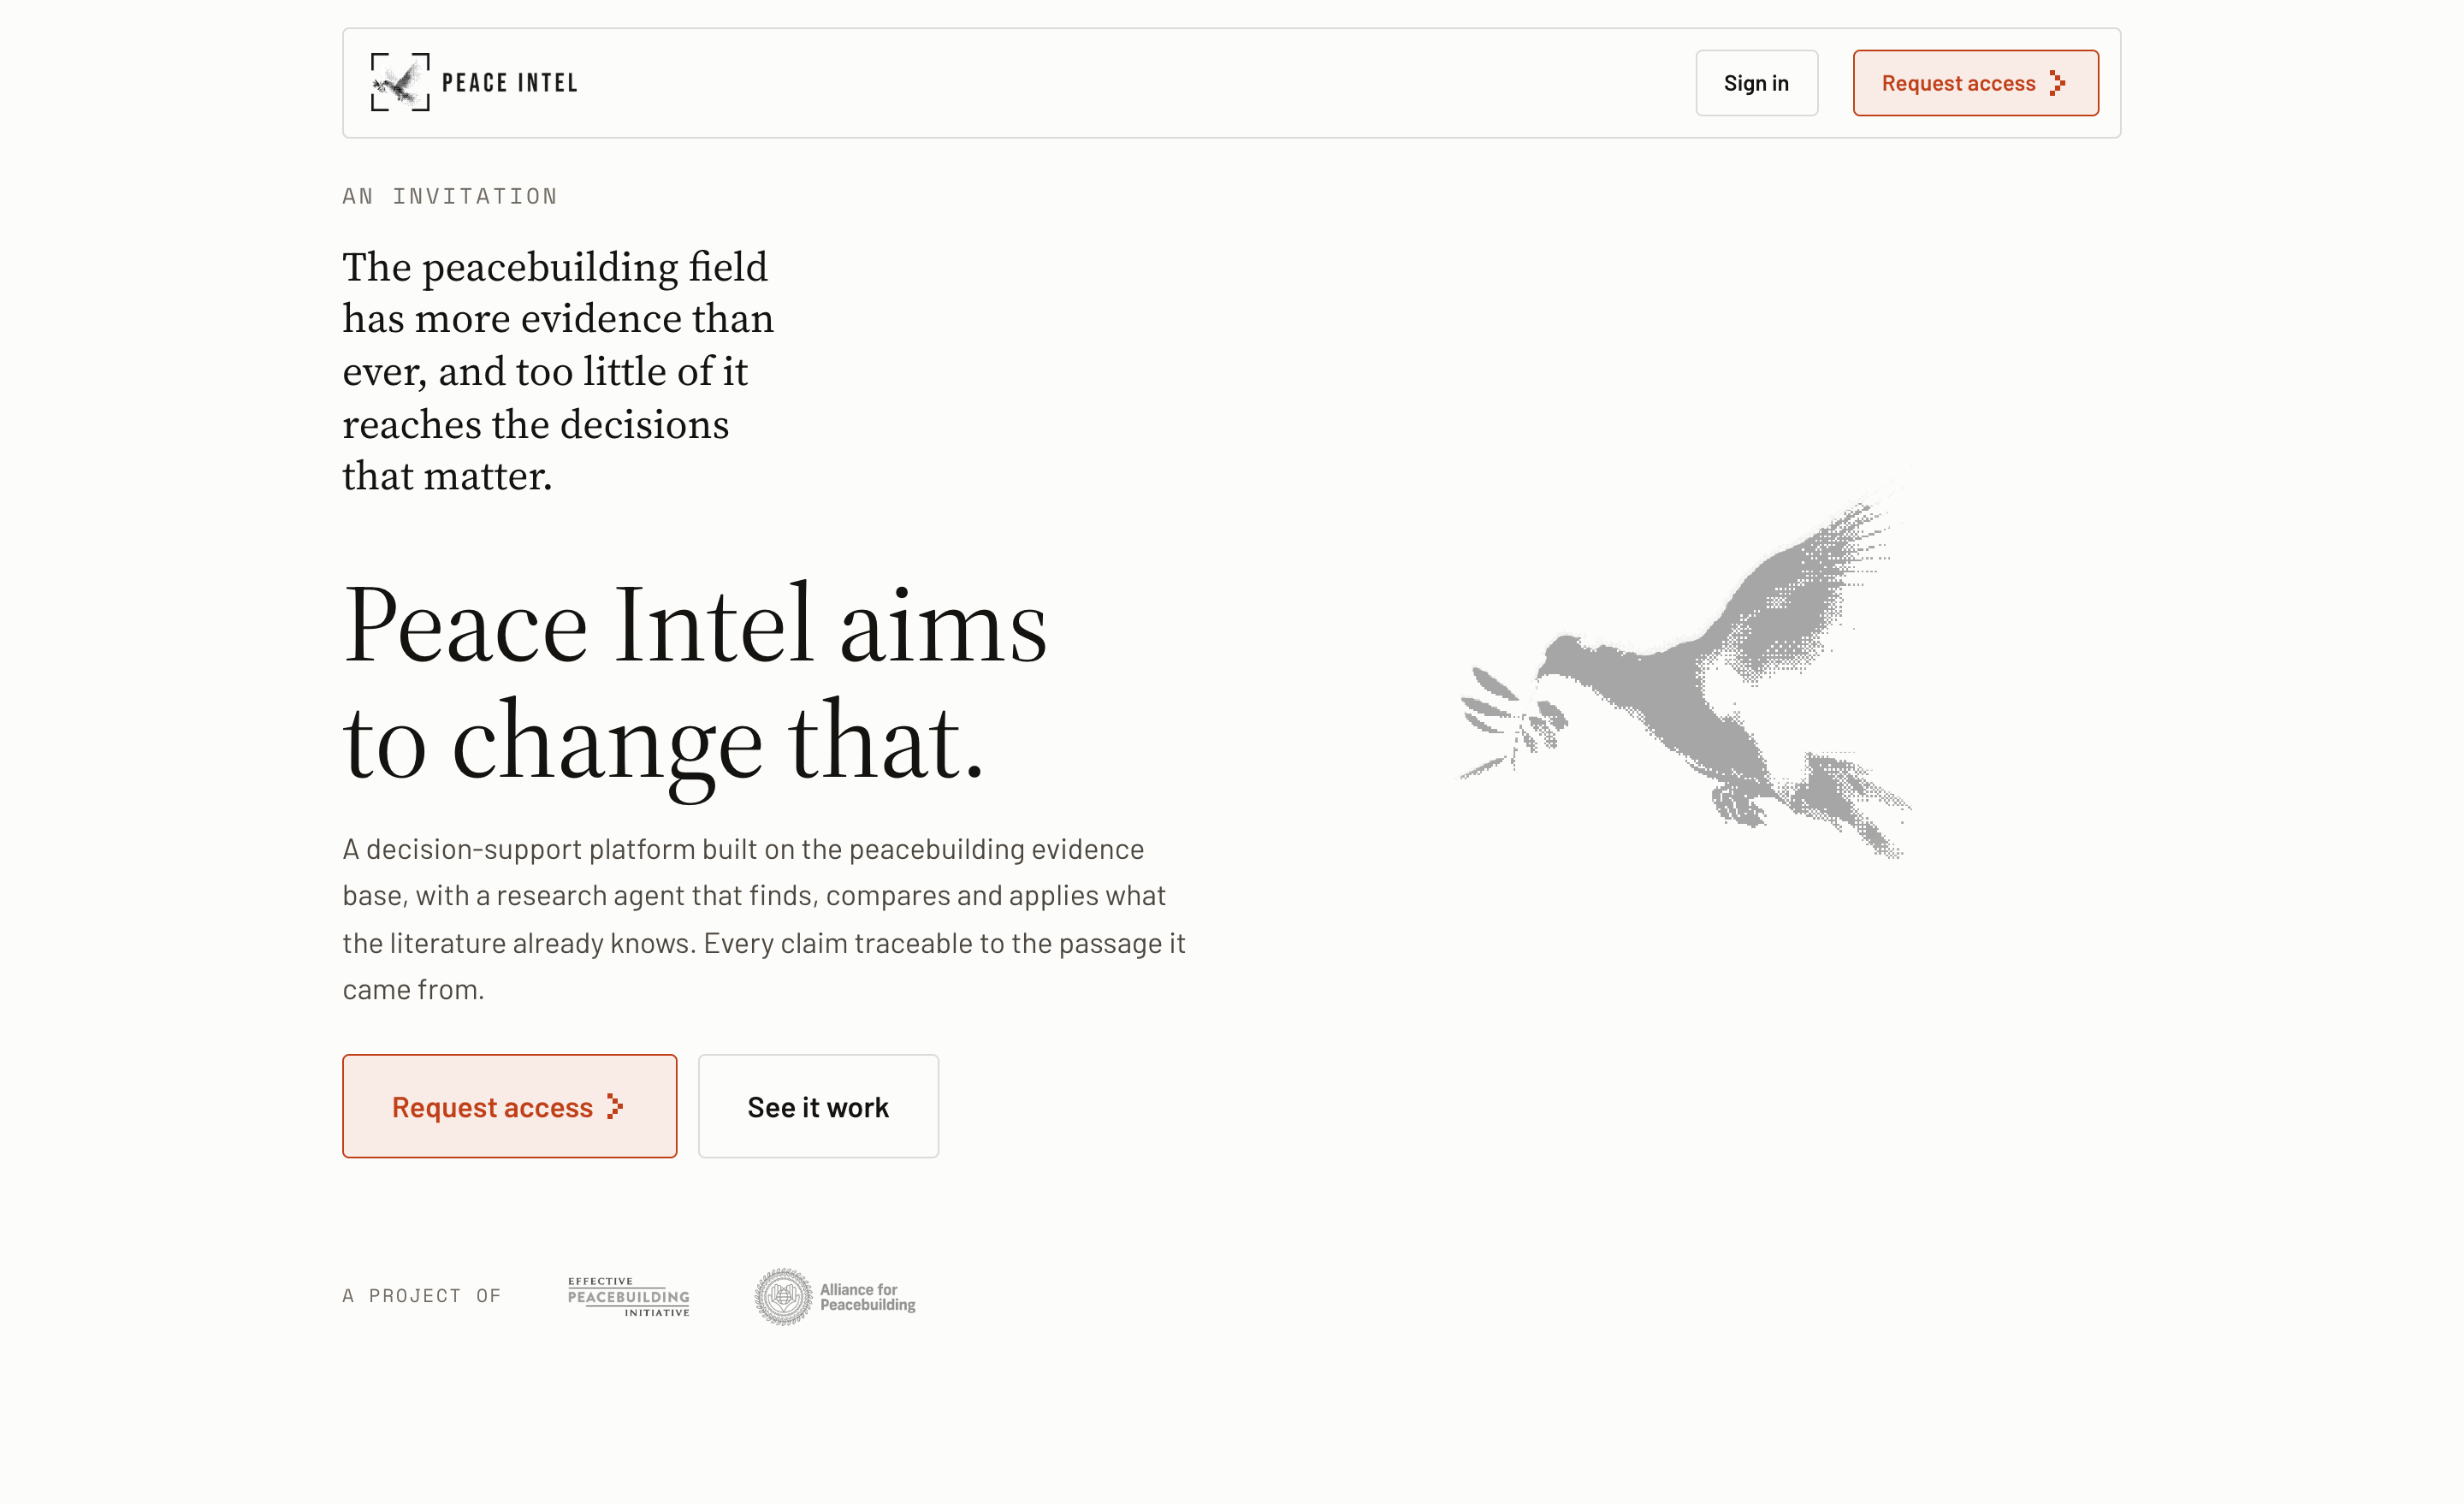 PEACE INTEL
Sign in
Request access
AN INVITATION
The peacebuilding field
has more evidence than
ever, and too little of it
reaches the decisions
that matter.
Peace Intel aims
to change that.
A decision-support platform built on the peacebuilding evidence
base, with a research agent that finds, compares and applies what
the literature already knows. Every claim traceable to the passage it
came from.
Request access
See it work
A PROJECT OF
EFFECTIVE
PEACEBUILDING
INITIATIVE
Alliance for
Peacebuilding